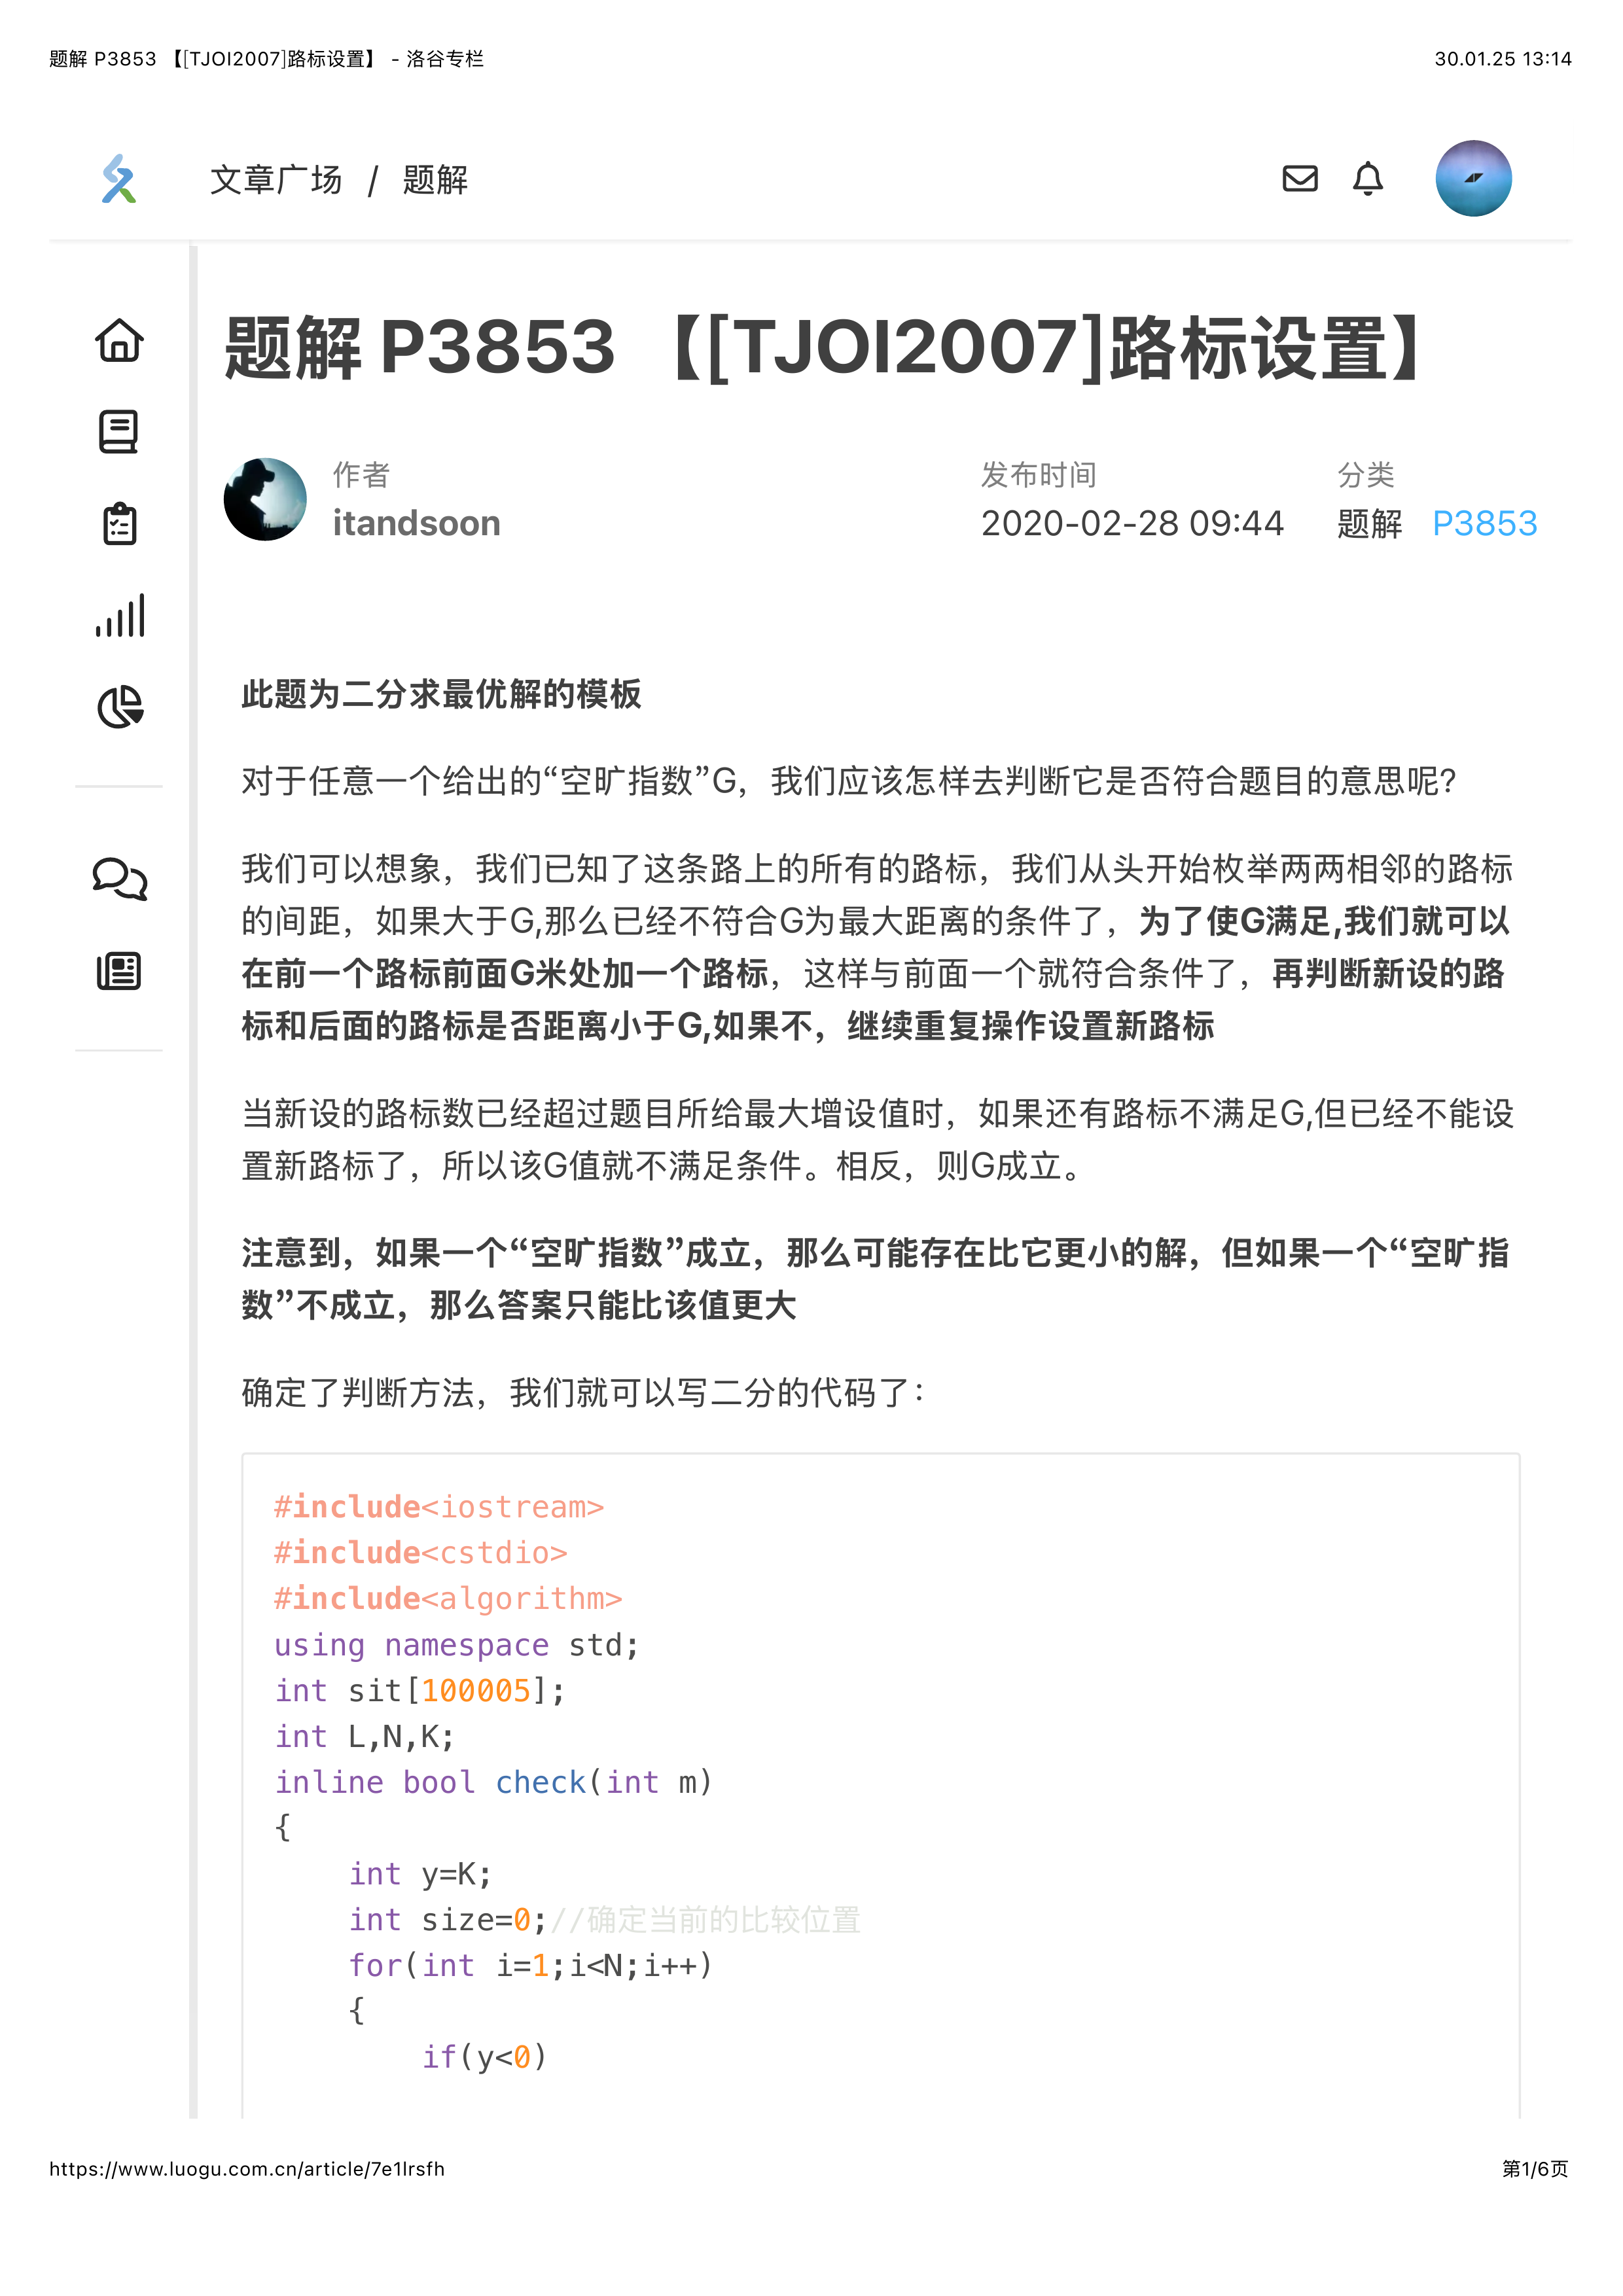 题解 P3853 【[TJOI2007]路标设置】 - 洛谷专栏
30.01.25 13:14
文章广场 / 题解
题解 P3853 【[TJOI2007]路标设置】
作者
itandsoon
发布时间
2020-02-28 09:44
分类
题解 P3853
此题为二分求最优解的模板
对于任意一个给出的“空旷指数”G，我们应该怎样去判断它是否符合题目的意思呢?
我们可以想象，我们已知了这条路上的所有的路标，我们从头开始枚举两两相邻的路标
的间距，如果大于G,那么已经不符合G为最大距离的条件了，为了使G满足,我们就可以
在前一个路标前面G米处加一个路标，这样与前面一个就符合条件了，再判断新设的路
标和后面的路标是否距离小于G,如果不，继续重复操作设置新路标
当新设的路标数已经超过题目所给最大增设值时，如果还有路标不满足G,但已经不能设
置新路标了，所以该G值就不满足条件。相反，则G成立。
注意到，如果一个“空旷指数”成立，那么可能存在比它更小的解，但如果一个“空旷指
数”不成立，那么答案只能比该值更大
确定了判断方法，我们就可以写二分的代码了：
#include<iostream>
#include<cstdio>
#include<algorithm>
using namespace std;
int sit[100005];
int L,N,K;
inline bool check(int m)
{
    int y=K;
    int size=0;//确定当前的比较位置
    for(int i=1;i<N;i++)
    {
        if(y<0)
https://www.luogu.com.cn/article/7e1lrsfh
第1/6页